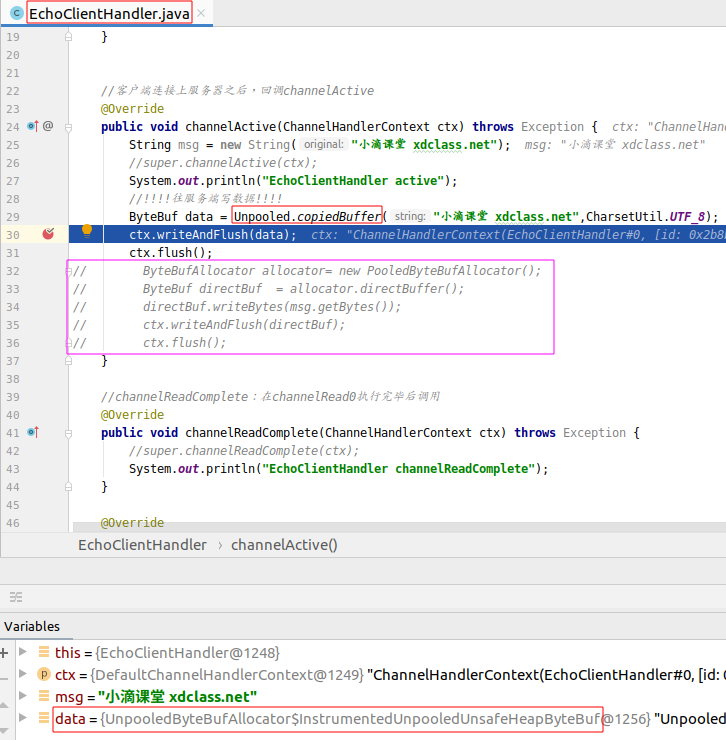 EchoClientHandler.java
19 }
20
21
22 //客户端连接上服务器之后，回调channelActive
23 @Override
24 public void channelActive(ChannelHandlerContext ctx) throws Exception { ctx: "ChannelHand
25 String msg = new String( original: "小滴课堂 xdclass.net"); msg: "小滴课堂 xdclass.net"
26 //super.channelActive(ctx);
27 System.out.println("EchoClientHandler active");
28 //!!!!往服务端写数据!!!!
29 ByteBuf data = Unpooled.copiedBuffer( string: "小滴课堂 xdclass.net",CharsetUtil.UTF_8);
30 ctx.writeAndFlush(data); ctx: "ChannelHandlerContext(EchoClientHandler#0, [id: 0x2b8
31 ctx.flush();
32 // ByteBufAllocator allocator= new PooledByteBufAllocator();
33 // ByteBuf directBuf = allocator.directBuffer();
34 // directBuf.writeBytes(msg.getBytes());
35 // ctx.writeAndFlush(directBuf);
36 // ctx.flush();
37 }
38
39 //channelReadComplete：在channelRead0执行完毕后调用
40 @Override
41 public void channelReadComplete(ChannelHandlerContext ctx) throws Exception {
42 //super.channelReadComplete(ctx);
43 System.out.println("EchoClientHandler channelReadComplete");
44 }
45
46 @Override
EchoClientHandler › channelActive()
Variables
this = {EchoClientHandler@1248}
ctx = {DefaultChannelHandlerContext@1249} "ChannelHandlerContext(EchoClientHandler#0, [id: 0
msg = "小滴课堂 xdclass.net"
data = {UnpooledByteBufAllocator$InstrumentedUnpooledUnsafeHeapByteBuf@1256} "Unpooled